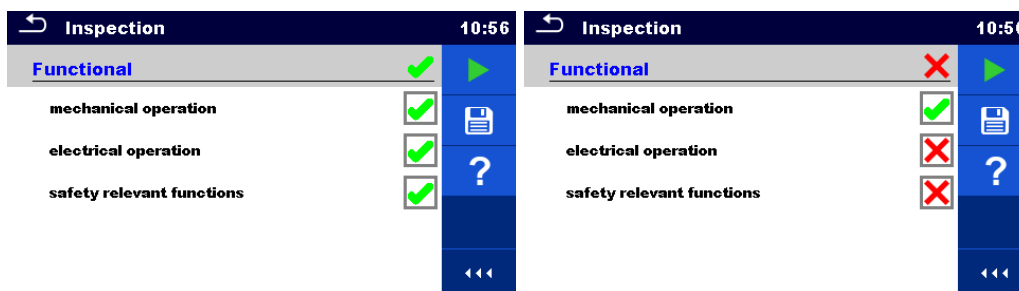 Inspection 10:56
Functional
mechanical operation
electrical operation
?
safety relevant functions
Inspection 10:56
Functional
mechanical operation
electrical operation
?
safety relevant functions